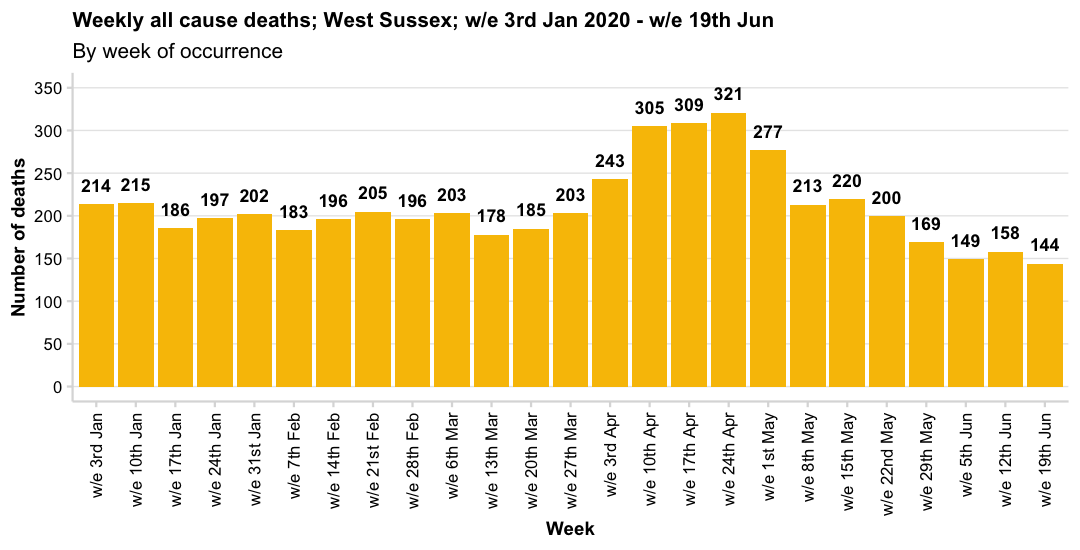 Weekly all cause deaths; West Sussex; w/e 3rd Jan 2020 - w/e 19th Jun
By week of occurrence
Number of deaths
350
300
250
200
150
100
50
0
214
215
186
197
202
183
196
205
196
203
178
185
203
243
305
309
321
277
213
220
200
169
149
158
144
w/e 3rd Jan
w/e 10th Jan
w/e 17th Jan
w/e 24th Jan
w/e 31st Jan
w/e 7th Feb
w/e 14th Feb
w/e 21st Feb
w/e 28th Feb
w/e 6th Mar
w/e 13th Mar
w/e 20th Mar
w/e 27th Mar
w/e 3rd Apr
w/e 10th Apr
w/e 17th Apr
w/e 24th Apr
w/e 1st May
w/e 8th May
w/e 15th May
w/e 22nd May
w/e 29th May
w/e 5th Jun
w/e 12th Jun
w/e 19th Jun
Week